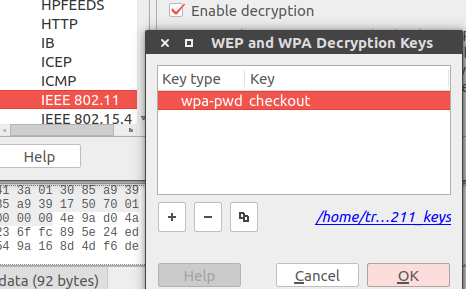 HPFEEDS
Enable decryption
HTTP
IB
ICEP
ICMP
IEEE 802.11
IEEE 802.15.4
Help
WEP and WPA Decryption Keys
Key type Key
wpa-pwd checkout
/home/tr…211_keys
Help Cancel OK
41 3a 01 30 85 a9 39
35 a9 39 17 50 70 01
00 00 00 4e 9a d0 4a
23 6f fc 89 5e 24 ed
54 9a 16 8d 4d f6 de
data (92 bytes)